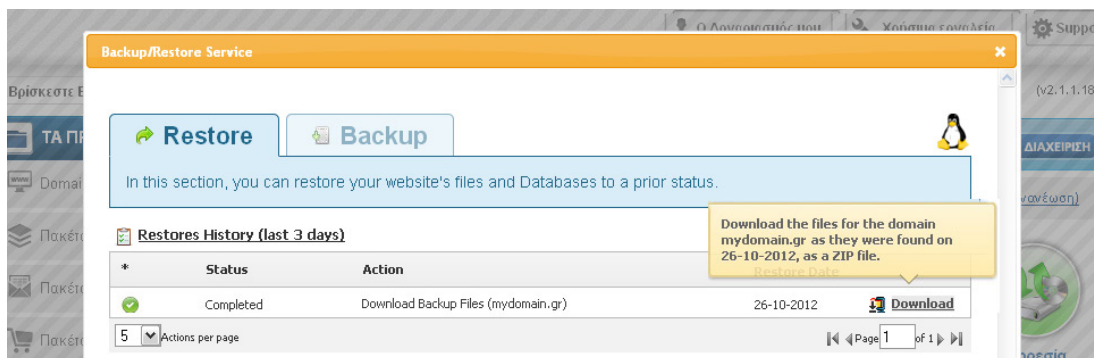 Ο Λογαριασμός μου
Χρήσιμα εργαλεία
Backup/Restore Service
Βρίσκεστε
(v2.1.1.18
Restore
Backup
ΤΑ
ΔΙΑΧΕΙΡΙΣΗ
In this section, you can restore your website's files and Databases to a prior status.
Restores History (last 3 days)
Download the files for the domain
mydomain.gr as they were found on
26-10-2012, as a ZIP file.
* Status Action Restore Date
Completed Download Backup Files (mydomain.gr) 26-10-2012 Download
5 Actions per page
Page 1 of 1